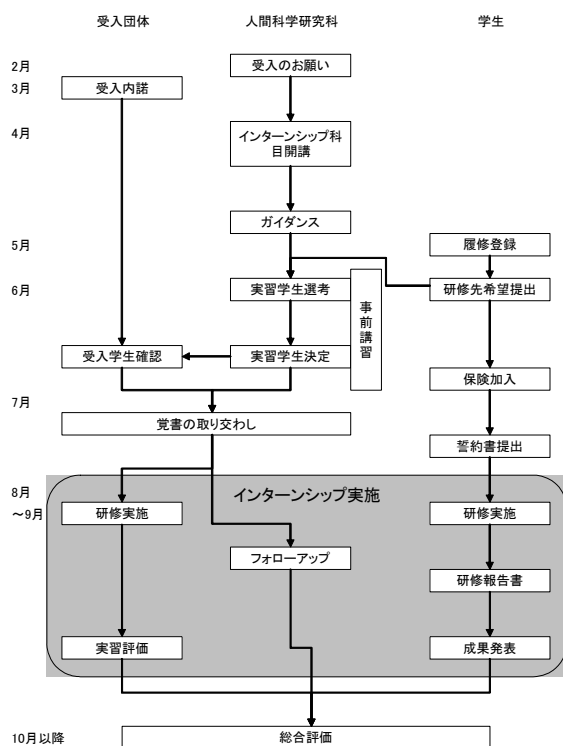 受入団体
人間科学研究科
学生
2月
受入のお願い
3月
受入内諾
4月
インターンシップ科
目開講
ガイダンス
5月
履修登録
6月
実習学生選考
事前講習
研修先希望提出
受入学生確認
実習学生決定
保険加入
7月
覚書の取り交わし
誓約書提出
8月
インターンシップ実施
～9月
研修実施
研修実施
フォローアップ
研修報告書
実習評価
成果発表
10月以降
総合評価